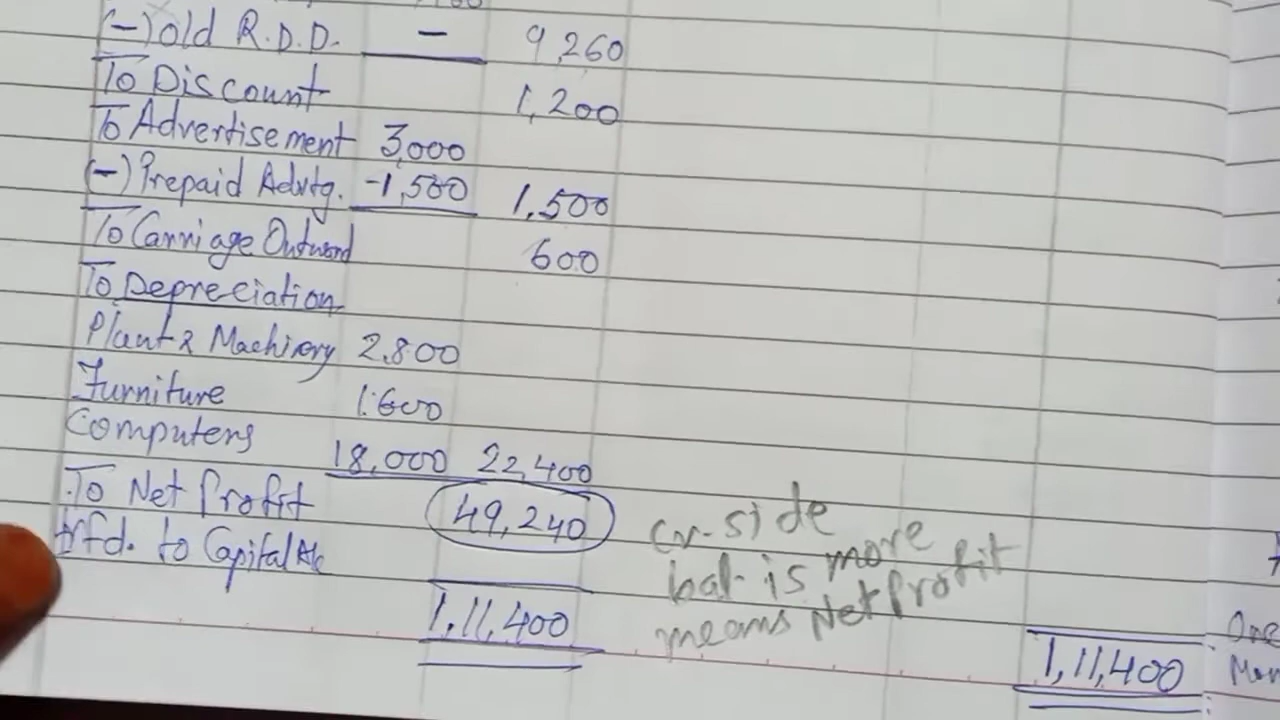 (-) old R.D.D. - 9,260
To Discount 1,200
To Advertisement 3,000
(-) Prepaid Advtg. -1,500 1,500
To Carriage Outward 600
To Depreciation
Plant & Machinery 2,800
Furniture 1,600
Computers 18,000 22,400
To Net Profit 49,240
trfd. to Capital A/c
cr. side
bal. is more
means Net Profit
1,11,400 1,11,400
One